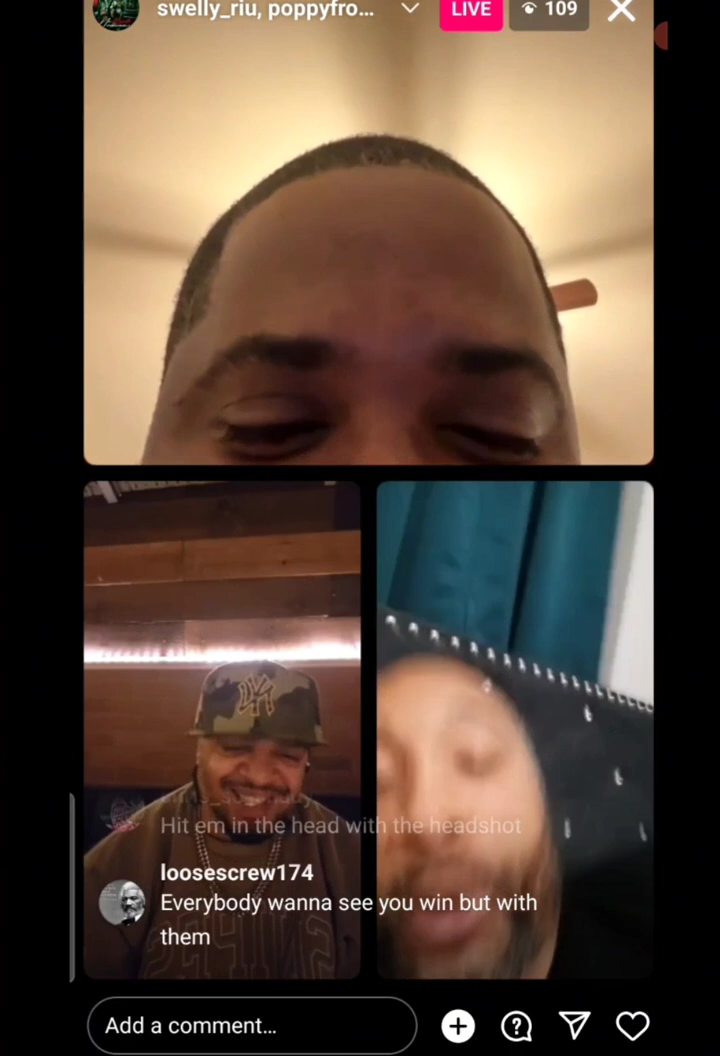 swelly_riu, poppyfro...
LIVE
109
Hit em in the head with the headshot
loosescrew174
Everybody wanna see you win but with
them
Add a comment...